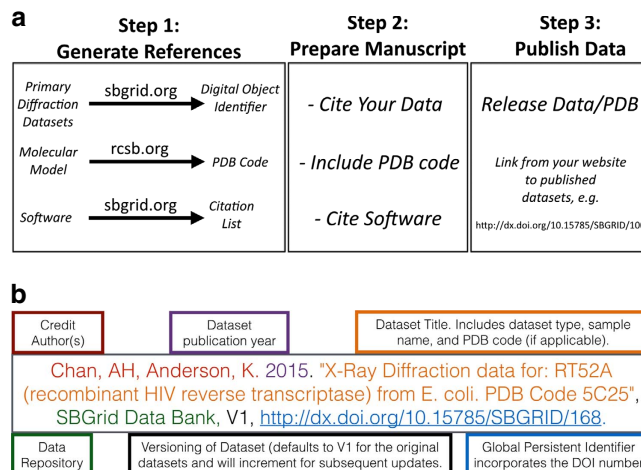 a
Step 1:
Generate References
Step 2:
Prepare Manuscript
Step 3:
Publish Data
Primary
Diffraction
Datasets
sbgrid.org
Digital Object
Identifier
Molecular
Model
rcsb.org
PDB Code
Software
sbgrid.org
Citation
List
- Cite Your Data
- Include PDB code
- Cite Software
Release Data/PDB
Link from your website
to published
datasets, e.g.
http://dx.doi.org/10.15785/SBGRID/10
b
Credit
Author(s)
Dataset
publication year
Dataset Title. Includes dataset type, sample
name, and PDB code (if applicable).
Chan, AH, Anderson, K. 2015. "X-Ray Diffraction data for: RT52A
(recombinant HIV reverse transcriptase) from E. coli. PDB Code 5C25",
SBGrid Data Bank, V1, http://dx.doi.org/10.15785/SBGRID/168.
Data
Repository
Versioning of Dataset (defaults to V1 for the original
datasets and will increment for subsequent updates.
Global Persistent Identifier
incorporates the DOI number